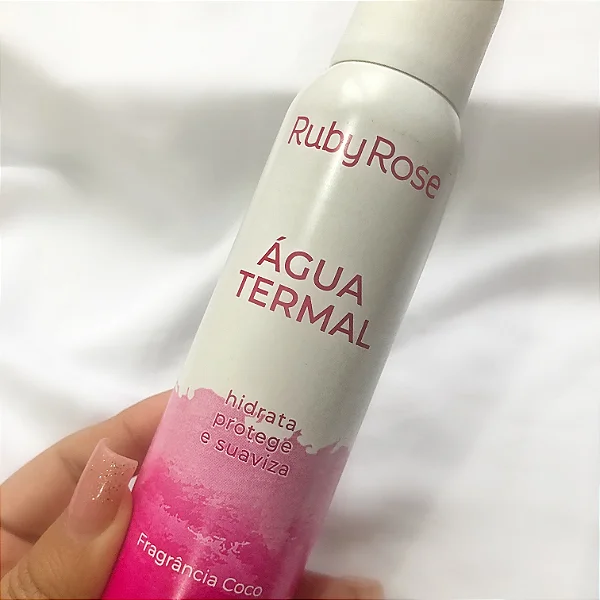 RubyRose
ÁGUA
TERMAL
hidrata
protege
e suaviza
Fragrância Coco